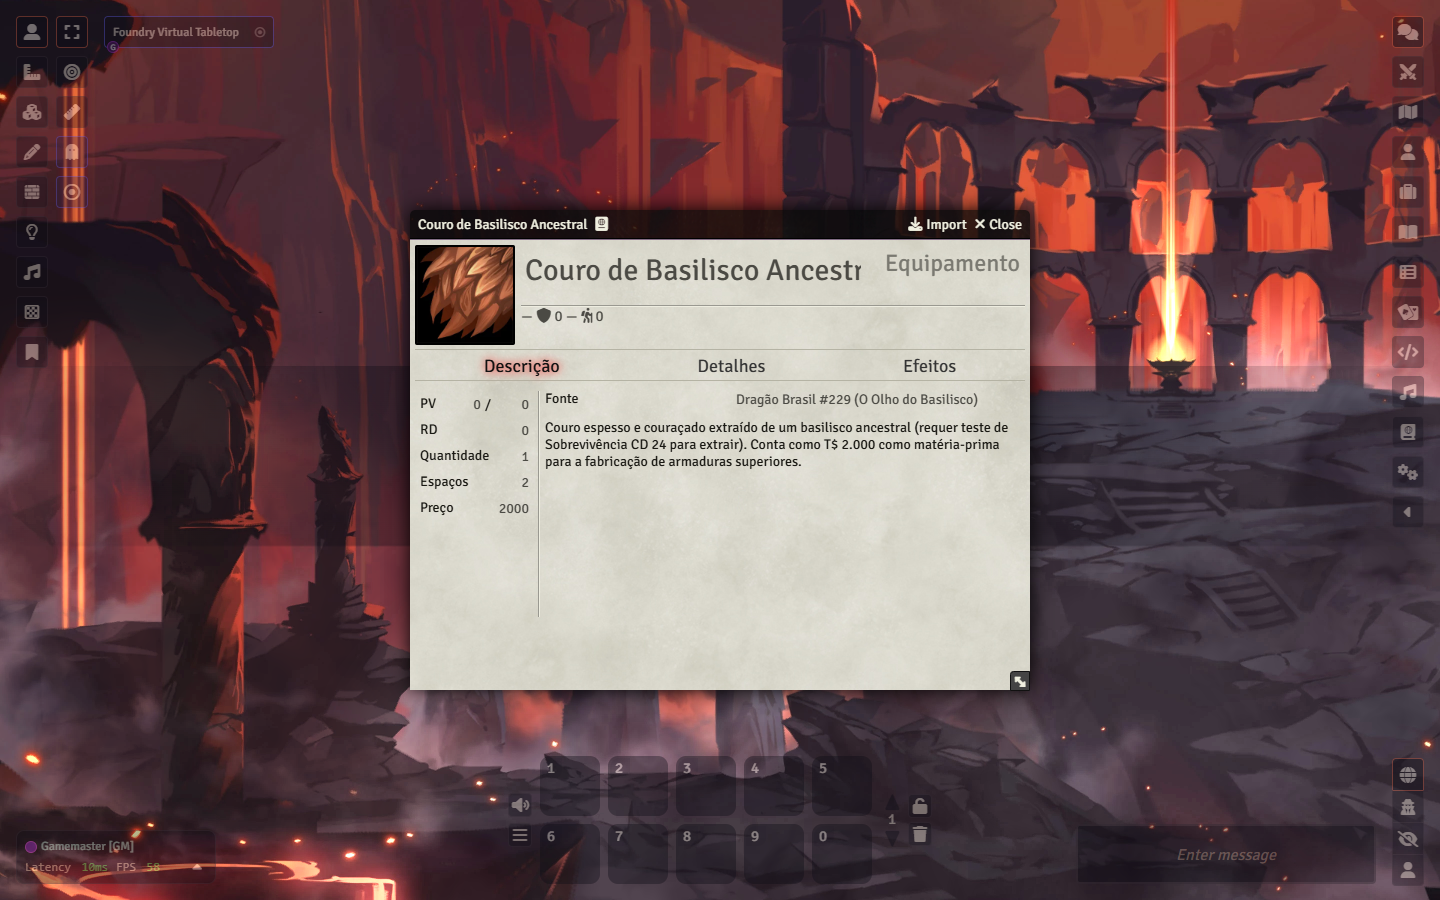 Foundry Virtual Tabletop
G
Couro de Basilisco Ancestral
Import
Close
Couro de Basilisco Ancestr
Equipamento
— 0 — 0
Descrição
Detalhes
Efeitos
PV 0 / 0
RD 0
Quantidade 1
Espaços 2
Preço 2000
Fonte
Dragão Brasil #229 (O Olho do Basilisco)
Couro espesso e couraçado extraído de um basilisco ancestral (requer teste de
Sobrevivência CD 24 para extrair). Conta como T$ 2.000 como matéria-prima
para a fabricação de armaduras superiores.
1 2 3 4 5
1
6 7 8 9 0
Gamemaster [GM]
Latency 10ms FPS 58
Enter message